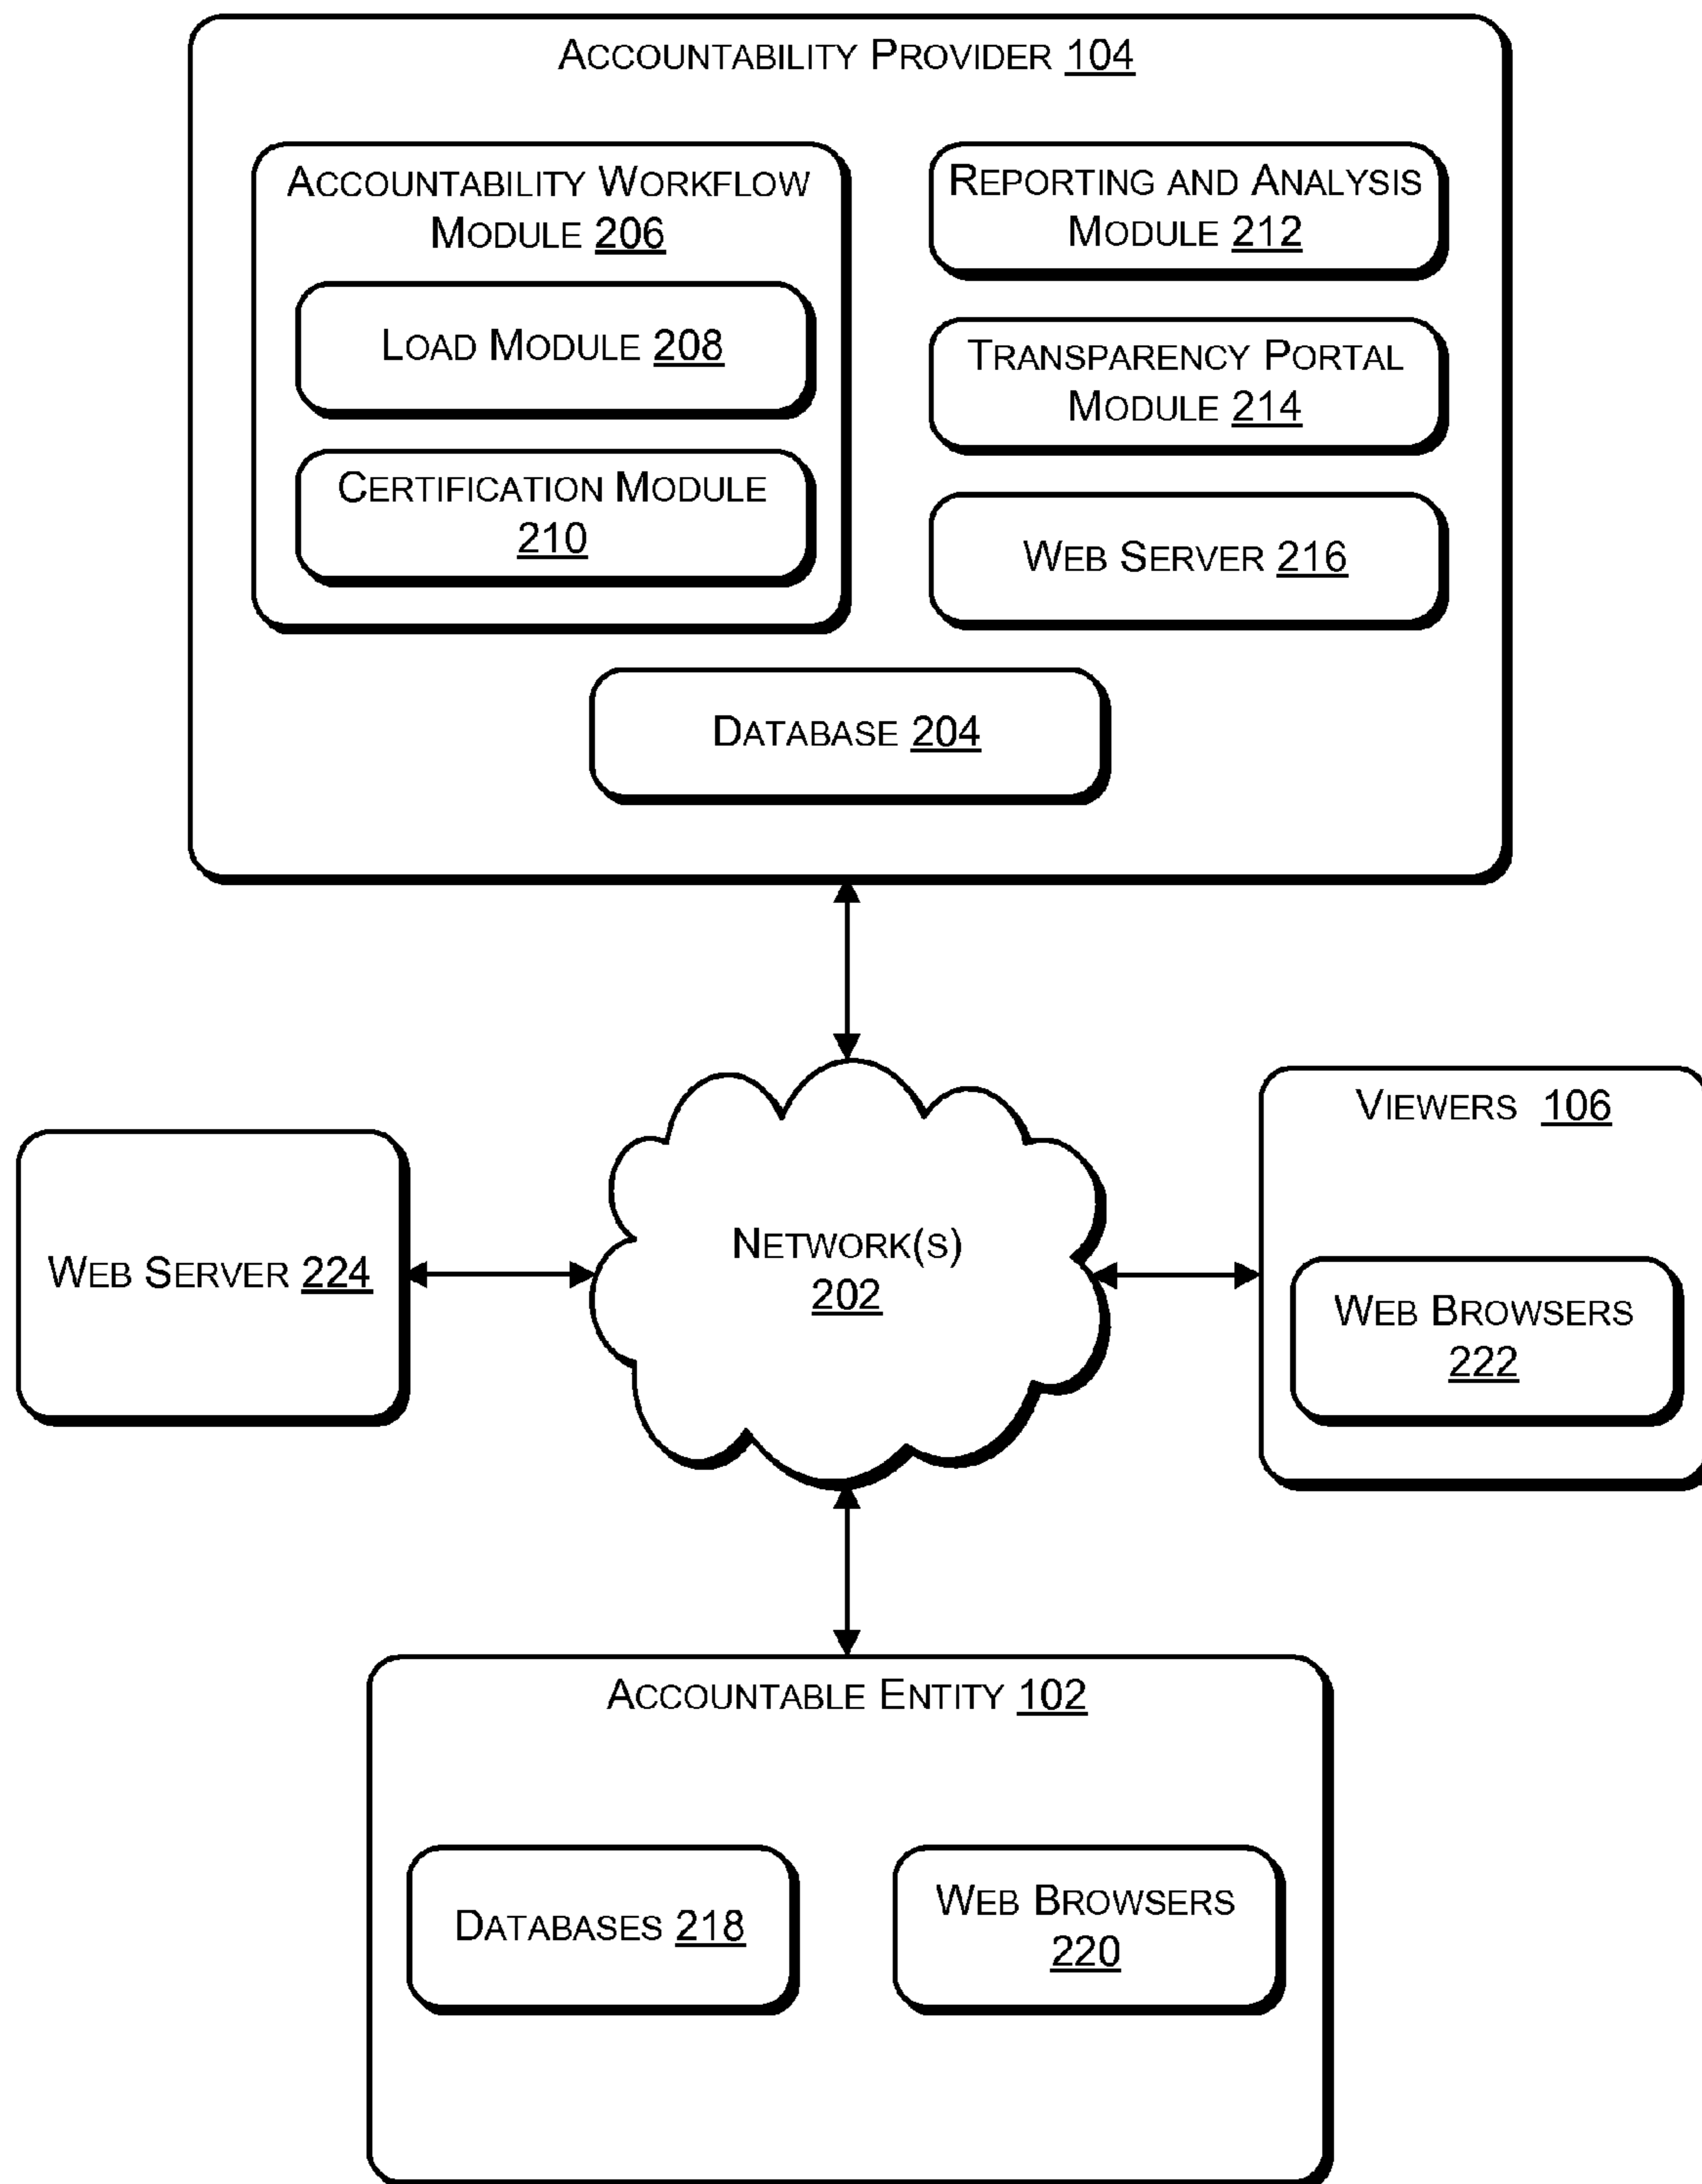 ACCOUNTABILITY PROVIDER 104
ACCOUNTABILITY WORKFLOW
MODULE 206
LOAD MODULE 208
CERTIFICATION MODULE
210
REPORTING AND ANALYSIS
MODULE 212
TRANSPARENCY PORTAL
MODULE 214
WEB SERVER 216
DATABASE 204
WEB SERVER 224
NETWORK(S)
202
VIEWERS 106
WEB BROWSERS
222
ACCOUNTABLE ENTITY 102
DATABASES 218
WEB BROWSERS
220